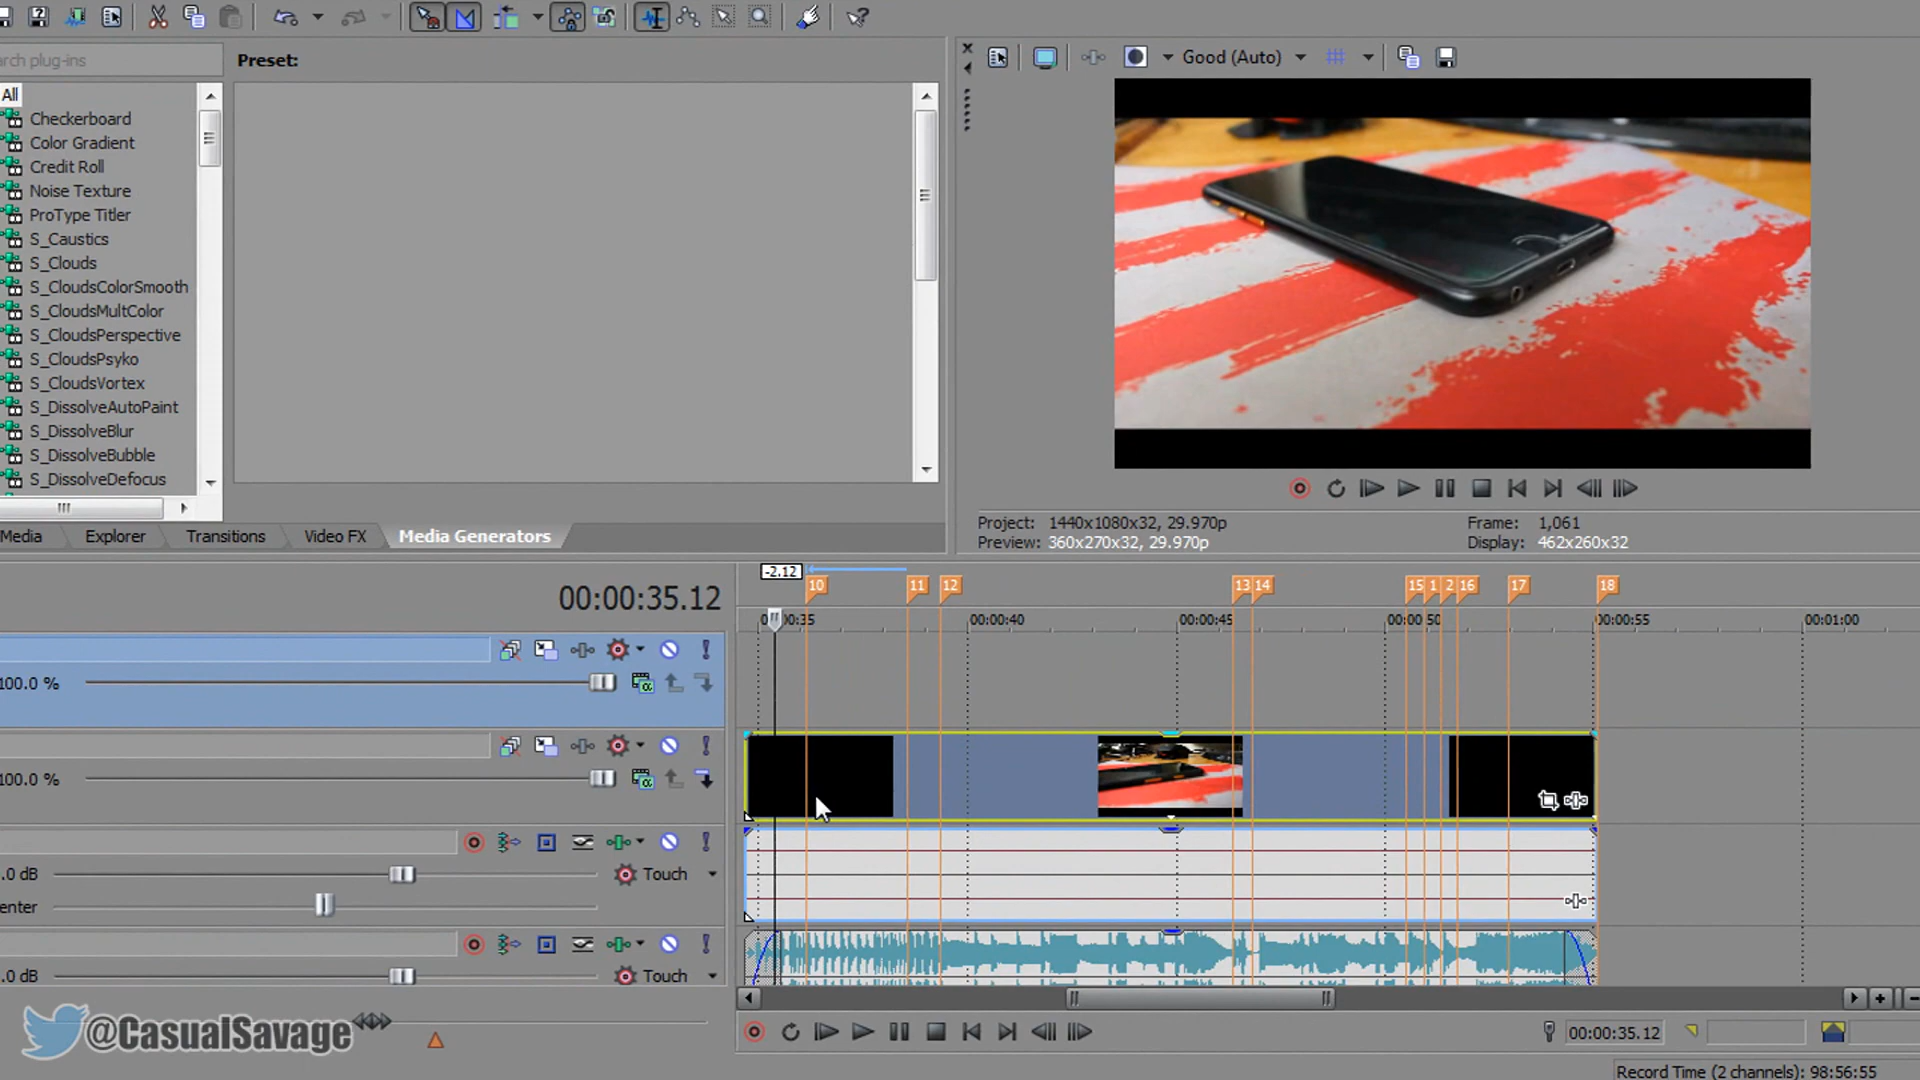 arch plug-ins
Preset:
All
Checkerboard
Color Gradient
Credit Roll
Noise Texture
ProType Titler
S_Caustics
S_Clouds
S_CloudsColorSmooth
S_CloudsMultColor
S_CloudsPerspective
S_CloudsPsyko
S_CloudsVortex
S_DissolveAutoPaint
S_DissolveBlur
S_DissolveBubble
S_DissolveDefocus
Media
Explorer
Transitions
Video FX
Media Generators
Good (Auto)
Project: 1440x1080x32, 29.970p
Preview: 360x270x32, 29.970p
Frame: 1,061
Display: 462x260x32
00:00:35.12
-2.12
10 11 12 13 14 15 1 2 16 17 18
:35 00:00:40 00:00:45 00:00:50 00:00:55 00:01:00
100.0 %
100.0 %
.0 dB
Touch
enter
.0 dB
Touch
@CasualSavage
00:00:35.12
Record Time (2 channels): 98:56:55